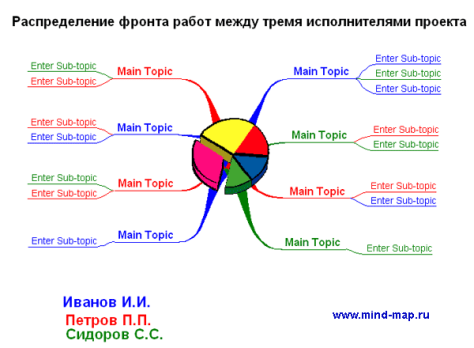 Распределение фронта работ между тремя исполнителями проекта
Enter Sub-topic
Main Topic
Enter Sub-topic
Enter Sub-topic
Main Topic
Enter Sub-topic
Enter Sub-topic
Enter Sub-topic
Main Topic
Enter Sub-topic
Enter Sub-topic
Main Topic
Enter Sub-topic
Enter Sub-topic
Main Topic
Enter Sub-topic
Enter Sub-topic
Main Topic
Enter Sub-topic
Main Topic
Enter Sub-topic
Main Topic
Enter Sub-topic
Иванов И.И.
Петров П.П.
Сидоров С.С.
www.mind-map.ru